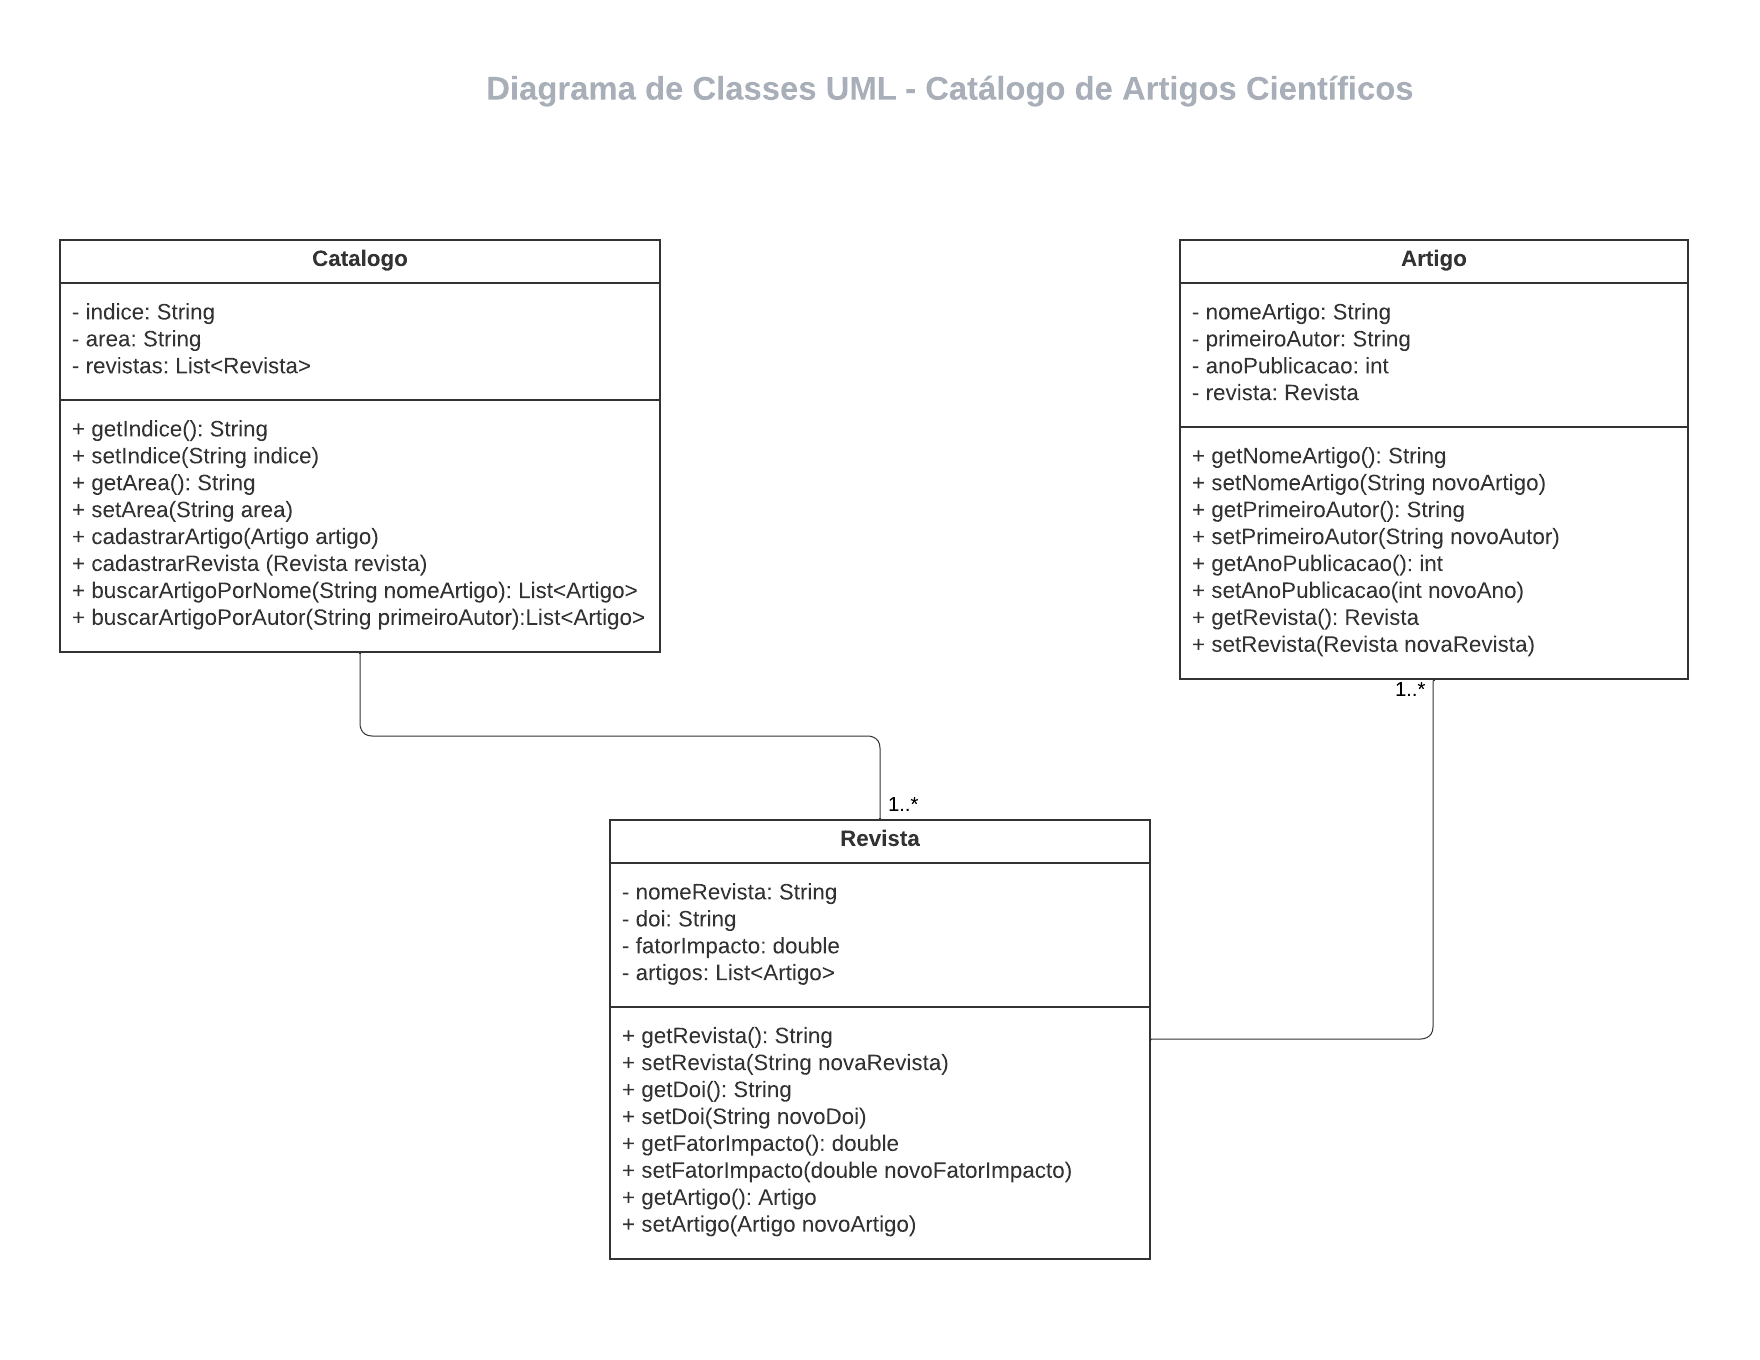 Diagrama de Classes UML - Catálogo de Artigos Científicos
Catalogo
- indice: String
- area: String
- revistas: List<Revista>
+ getIndice(): String
+ setIndice(String indice)
+ getArea(): String
+ setArea(String area)
+ cadastrarArtigo(Artigo artigo)
+ cadastrarRevista (Revista revista)
+ buscarArtigoPorNome(String nomeArtigo): List<Artigo>
+ buscarArtigoPorAutor(String primeiroAutor):List<Artigo>
Artigo
- nomeArtigo: String
- primeiroAutor: String
- anoPublicacao: int
- revista: Revista
+ getNomeArtigo(): String
+ setNomeArtigo(String novoArtigo)
+ getPrimeiroAutor(): String
+ setPrimeiroAutor(String novoAutor)
+ getAnoPublicacao(): int
+ setAnoPublicacao(int novoAno)
+ getRevista(): Revista
+ setRevista(Revista novaRevista)
1..*
1..*
Revista
- nomeRevista: String
- doi: String
- fatorImpacto: double
- artigos: List<Artigo>
+ getRevista(): String
+ setRevista(String novaRevista)
+ getDoi(): String
+ setDoi(String novoDoi)
+ getFatorImpacto(): double
+ setFatorImpacto(double novoFatorImpacto)
+ getArtigo(): Artigo
+ setArtigo(Artigo novoArtigo)